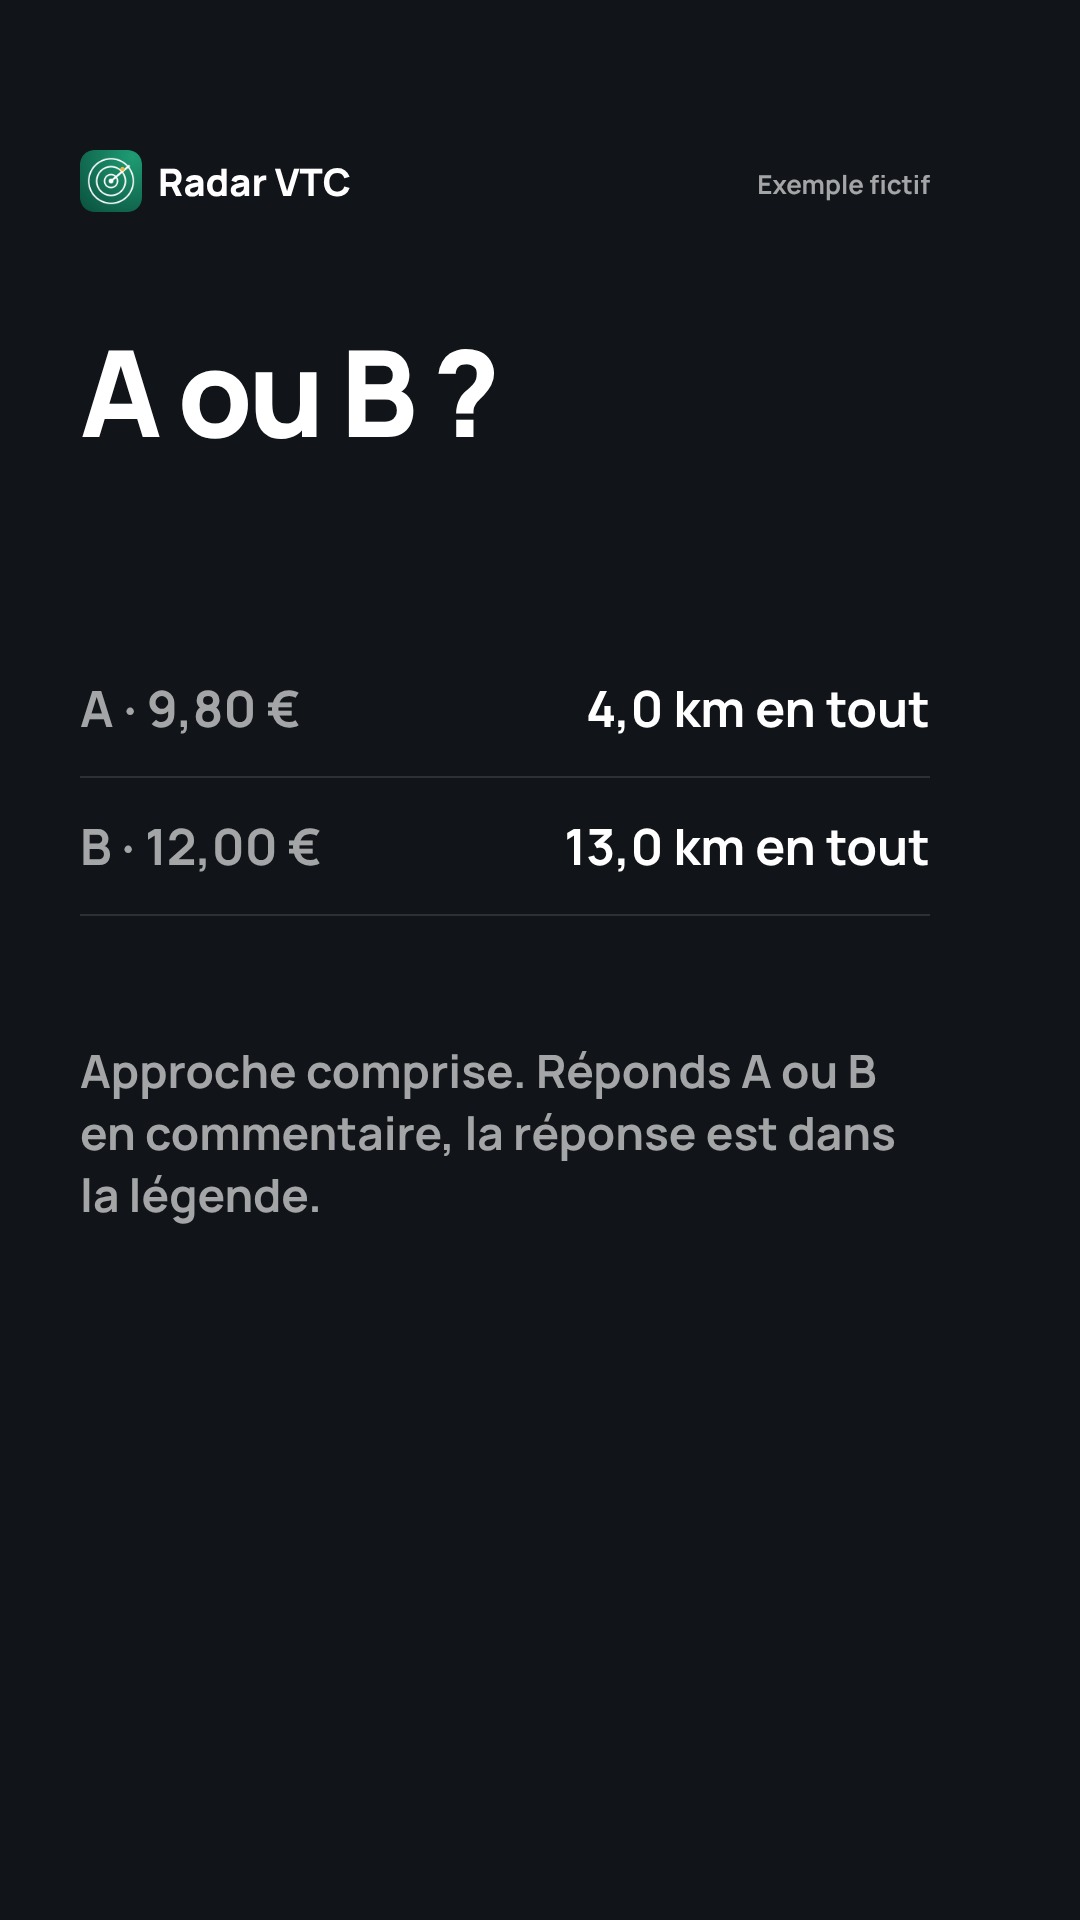 Radar VTC
Exemple fictif
A ou B ?
A · 9,80 €
4,0 km en tout
B · 12,00 €
13,0 km en tout
Approche comprise. Réponds A ou B
en commentaire, la réponse est dans
la légende.